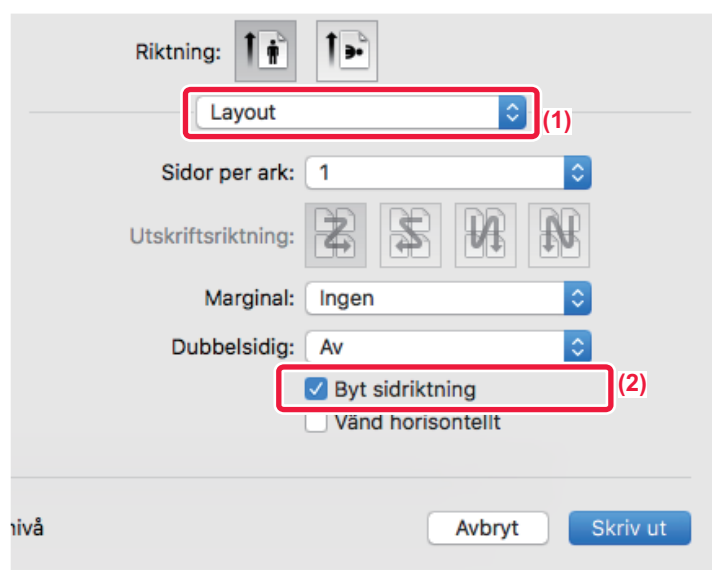 Riktning:
Layout
(1)
Sidor per ark: 1
Utskriftsriktning:
Marginal: Ingen
Dubbelsidig: Av
Byt sidriktning
(2)
Vänd horisontellt
nivå
Avbryt
Skriv ut